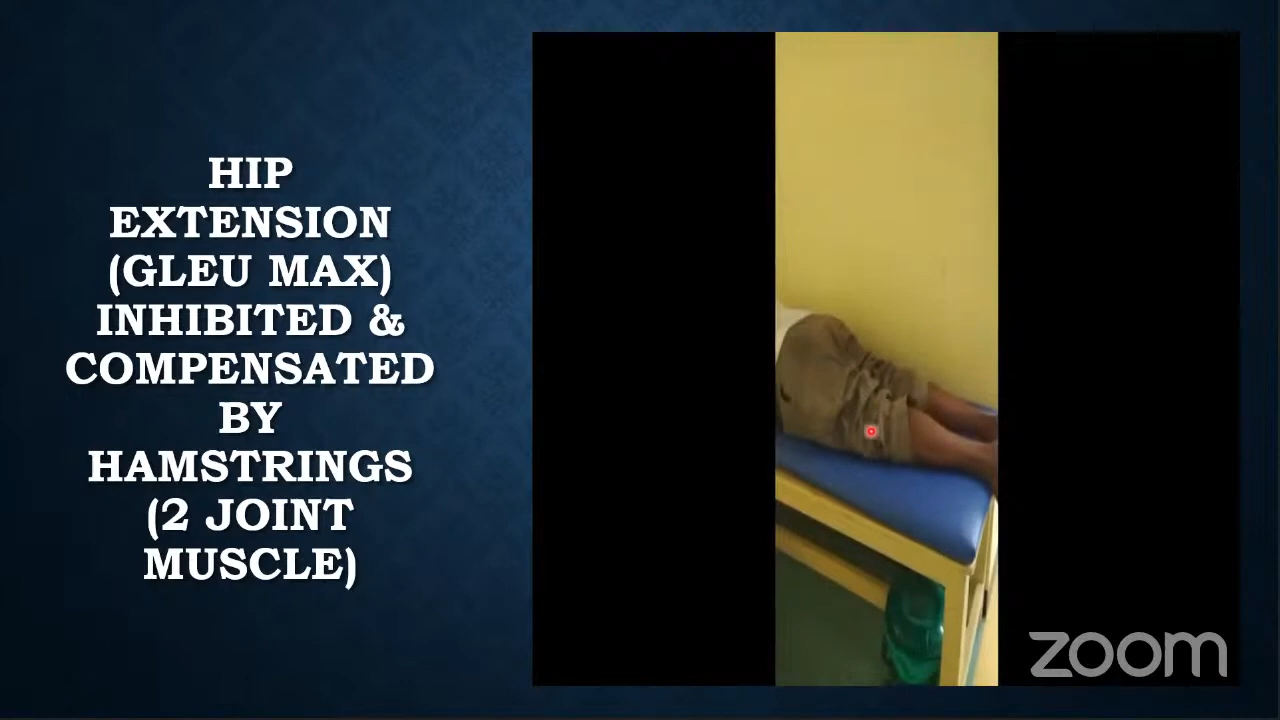 HIP
EXTENSION
(GLEU MAX)
INHIBITED &
COMPENSATED
BY
HAMSTRINGS
(2 JOINT
MUSCLE)
zoom